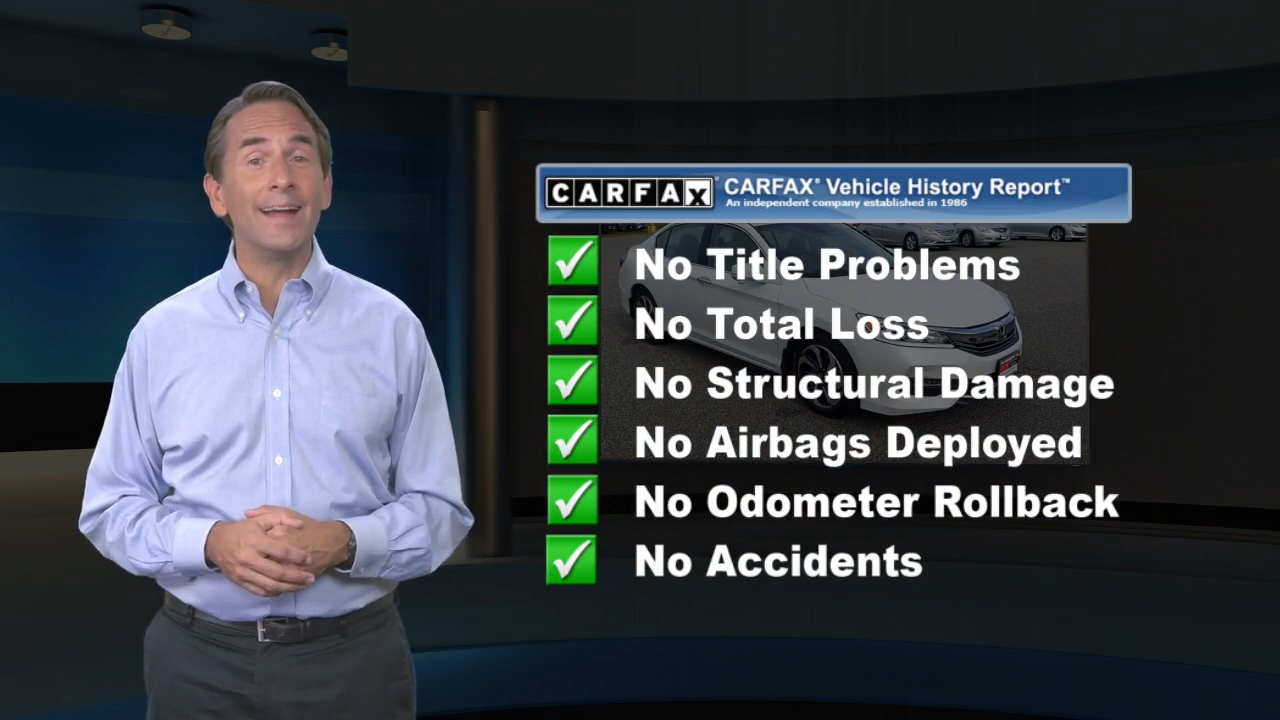 CARFAX® CARFAX® Vehicle History Report™
An independent company established in 1986
No Title Problems
No Total Loss
No Structural Damage
No Airbags Deployed
No Odometer Rollback
No Accidents